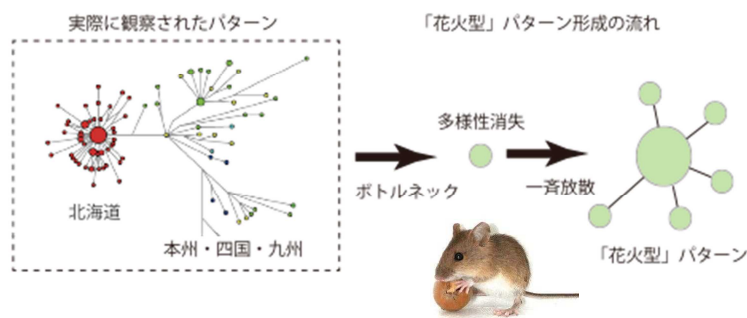 実際に観察されたパターン
「花火型」パターン形成の流れ
北海道
本州・四国・九州
ボトルネック
多様性消失
一斉放散
「花火型」パターン